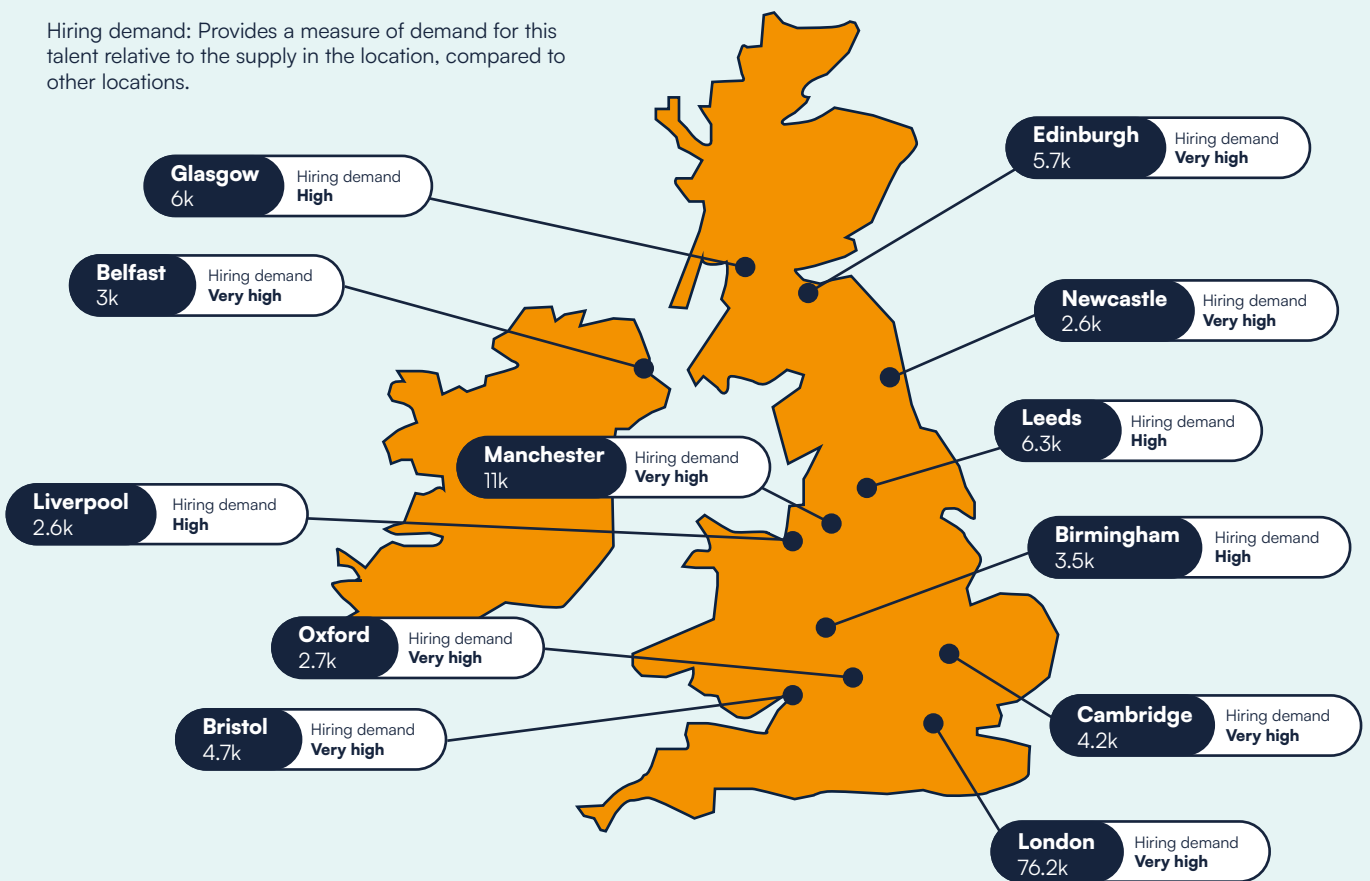 Hiring demand: Provides a measure of demand for this
talent relative to the supply in the location, compared to
other locations.
Edinburgh
5.7k
Hiring demand
Very high
Glasgow
6k
Hiring demand
High
Belfast
3k
Hiring demand
Very high
Newcastle
2.6k
Hiring demand
Very high
Leeds
6.3k
Hiring demand
High
Manchester
11k
Hiring demand
Very high
Liverpool
2.6k
Hiring demand
High
Birmingham
3.5k
Hiring demand
High
Oxford
2.7k
Hiring demand
Very high
Cambridge
4.2k
Hiring demand
Very high
Bristol
4.7k
Hiring demand
Very high
London
76.2k
Hiring demand
Very high